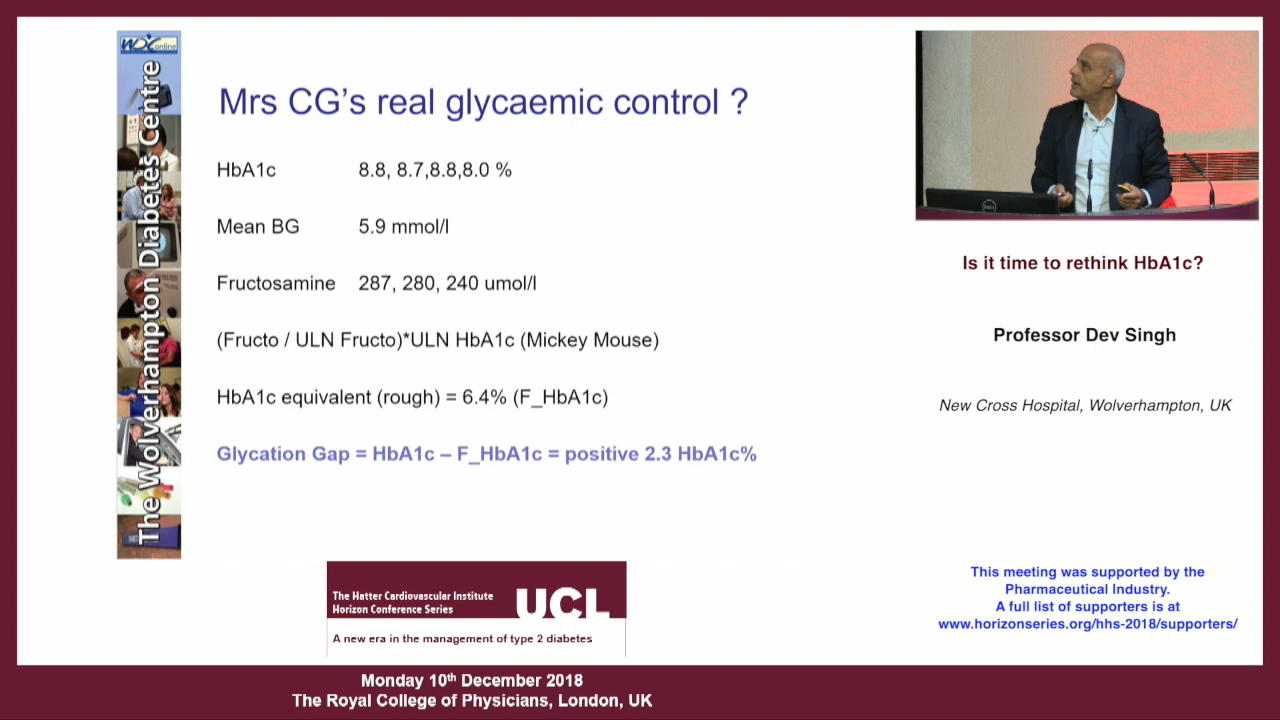 WDC online
The Wolverhampton Diabetes Centre
Mrs CG's real glycaemic control ?
HbA1c 8.8, 8.7,8.8,8.0 %
Mean BG 5.9 mmol/l
Fructosamine 287, 280, 240 umol/l
(Fructo / ULN Fructo)*ULN HbA1c (Mickey Mouse)
HbA1c equivalent (rough) = 6.4% (F_HbA1c)
Glycation Gap = HbA1c – F_HbA1c = positive 2.3 HbA1c%
DELL
Is it time to rethink HbA1c?
Professor Dev Singh
New Cross Hospital, Wolverhampton, UK
This meeting was supported by the
Pharmaceutical Industry.
A full list of supporters is at
www.horizonseries.org/hhs-2018/supporters/
The Hatter Cardiovascular Institute
Horizon Conference Series
UCL
A new era in the management of type 2 diabetes
Monday 10th December 2018
The Royal College of Physicians, London, UK